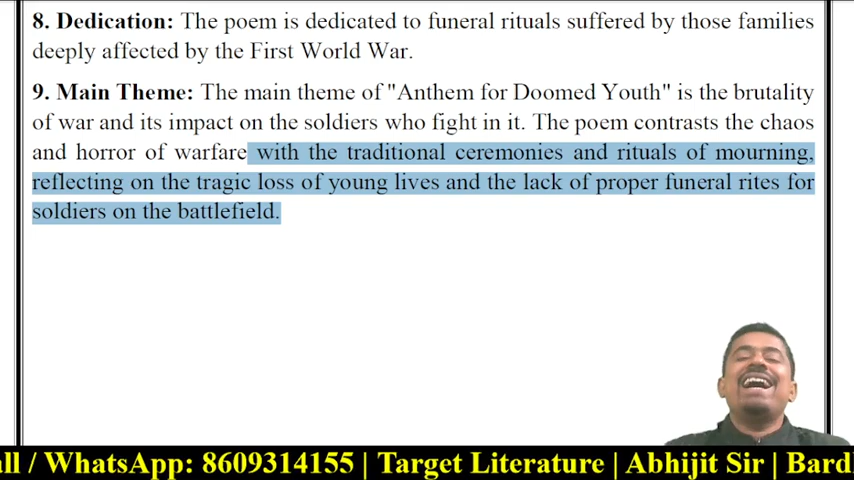 8. Dedication: The poem is dedicated to funeral rituals suffered by those families
deeply affected by the First World War.
9. Main Theme: The main theme of "Anthem for Doomed Youth" is the brutality
of war and its impact on the soldiers who fight in it. The poem contrasts the chaos
and horror of warfare with the traditional ceremonies and rituals of mourning,
reflecting on the tragic loss of young lives and the lack of proper funeral rites for
soldiers on the battlefield.
all / WhatsApp: 8609314155 | Target Literature | Abhijit Sir | Bard